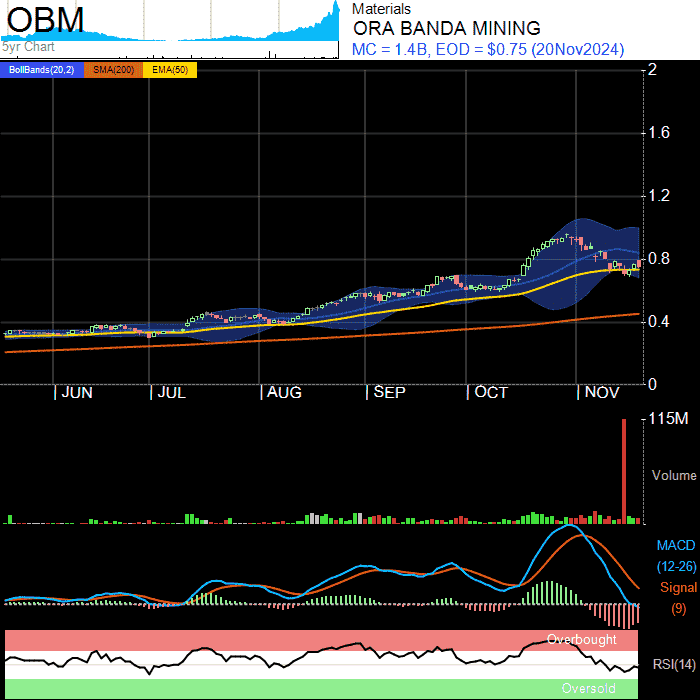 OBM
5yr Chart
Materials
ORA BANDA MINING
MC = 1.4B, EOD = $0.75 (20Nov2024)
BollBands(20,2) SMA(200) EMA(50)
2
1.6
1.2
0.8
0.4
0
JUN JUL AUG SEP OCT NOV
115M
Volume
MACD
(12-26)
Signal
(9)
Overbought
RSI(14)
Oversold